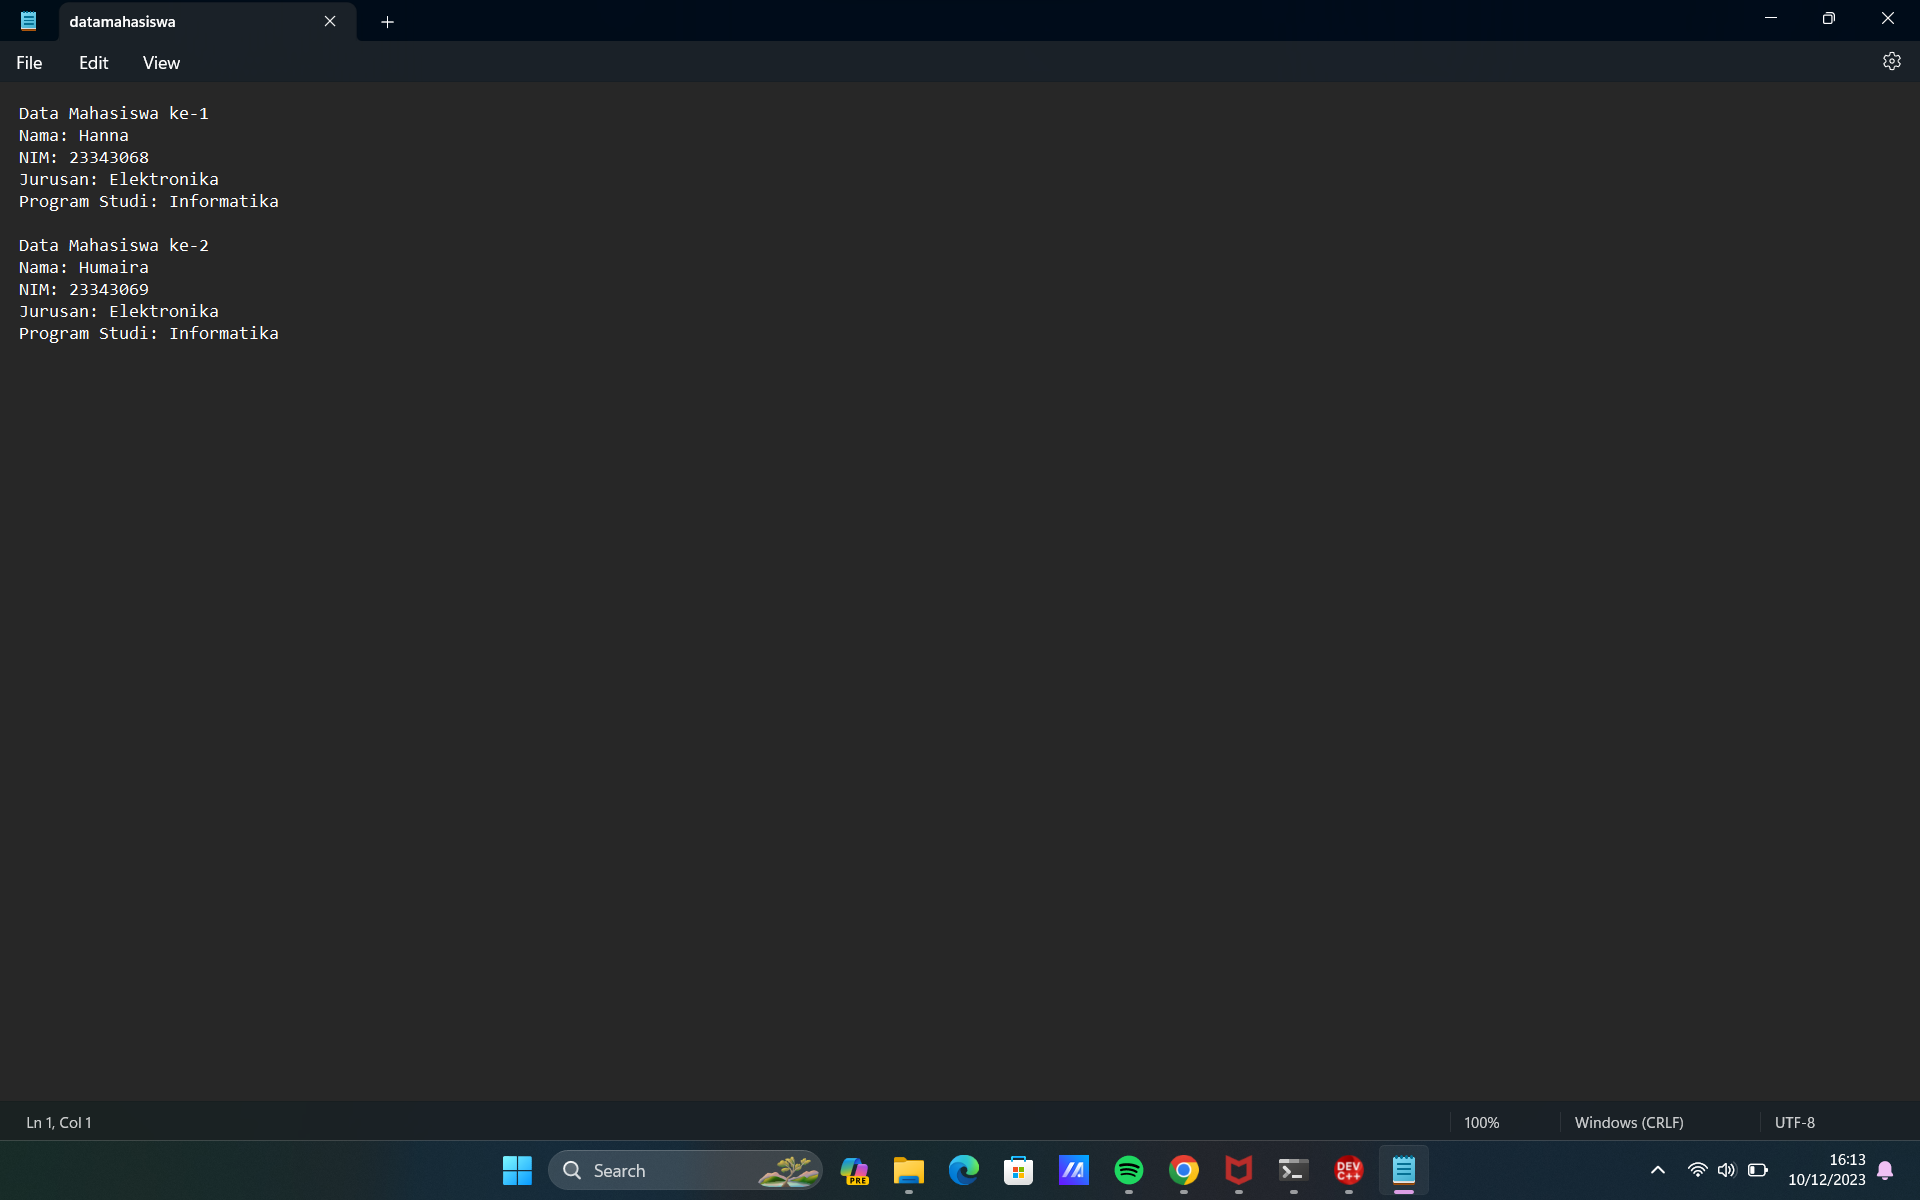 datamahasiswa
File Edit View
Data Mahasiswa ke-1
Nama: Hanna
NIM: 23343068
Jurusan: Elektronika
Program Studi: Informatika
Data Mahasiswa ke-2
Nama: Humaira
NIM: 23343069
Jurusan: Elektronika
Program Studi: Informatika
Ln 1, Col 1 100% Windows (CRLF) UTF-8
Search PRE DEV C++ 16:13
10/12/2023